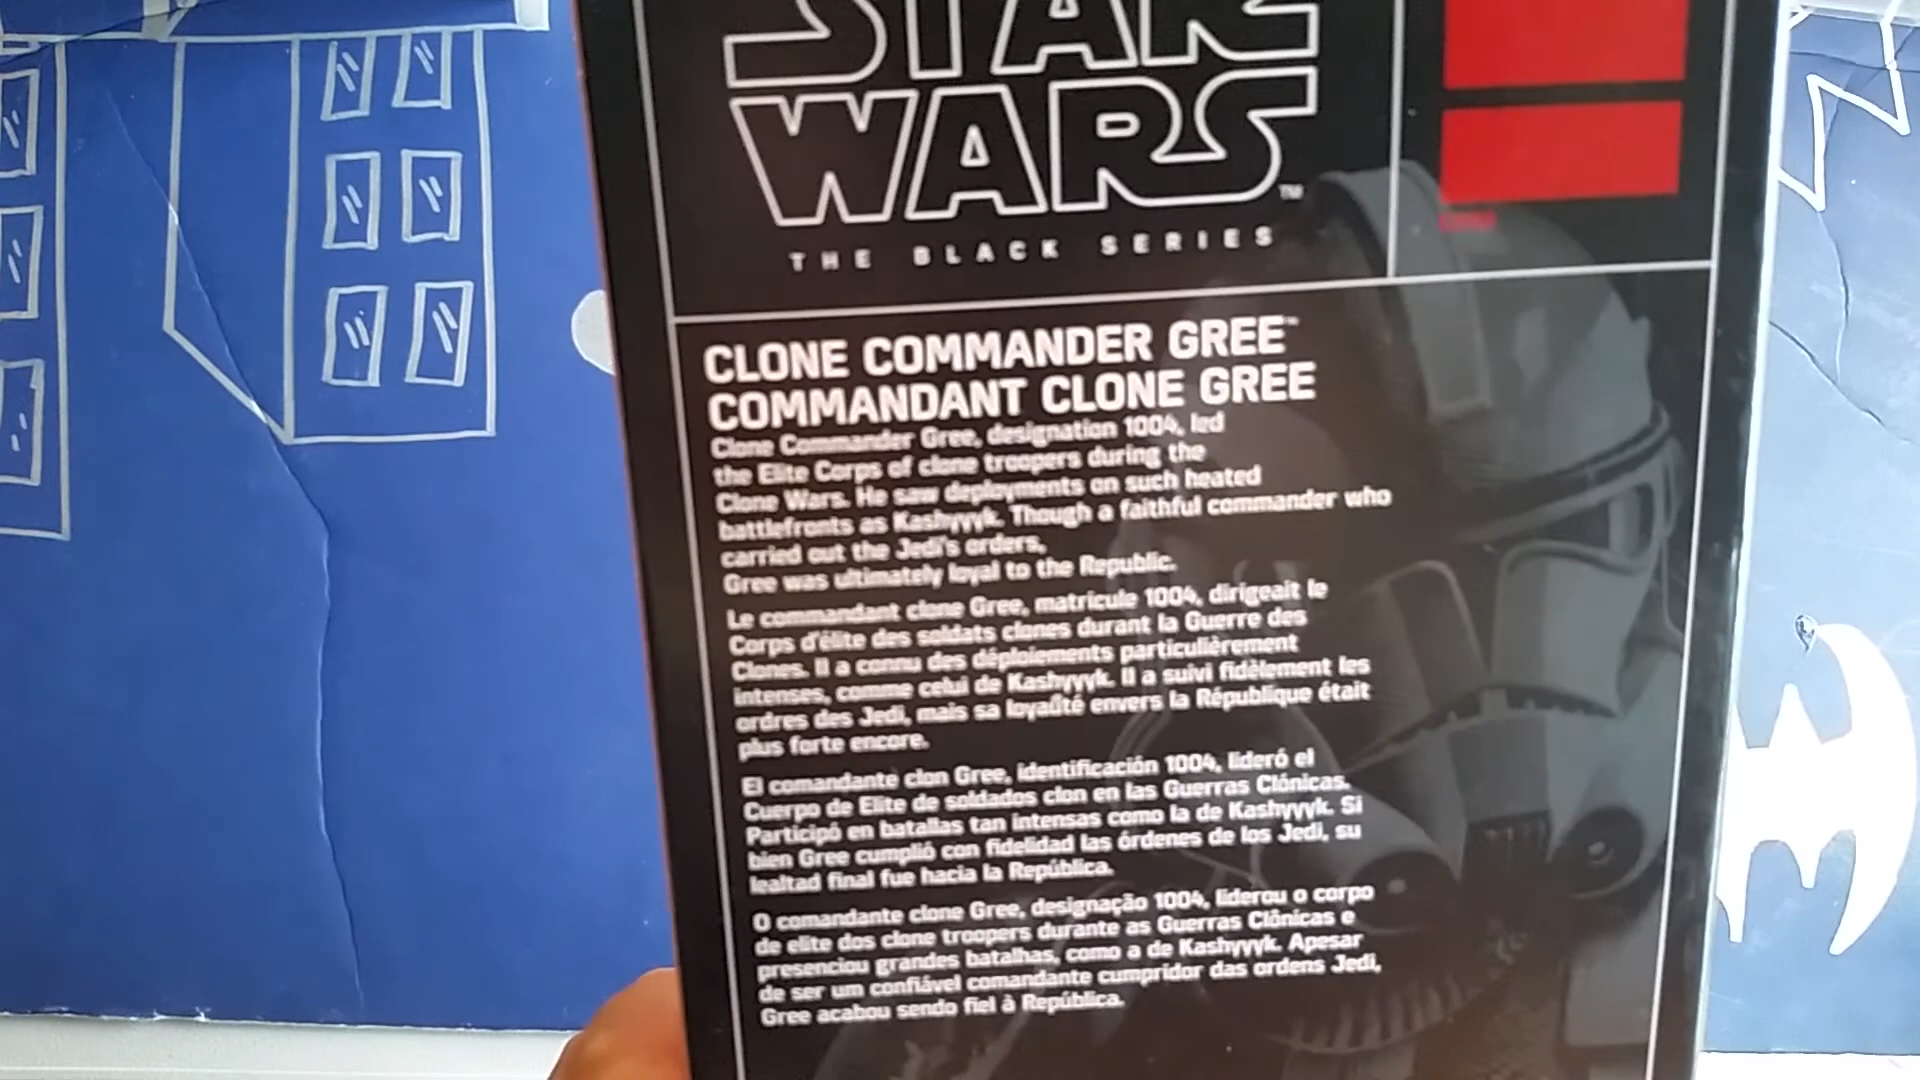 STAR
WARS™
THE BLACK SERIES
CLONE COMMANDER GREE™
COMMANDANT CLONE GREE
Clone Commander Gree, designation 1004, led
the Elite Corps of clone troopers during the
Clone Wars. He saw deployments on such heated
battlefronts as Kashyyyk. Though a faithful commander who
carried out the Jedi's orders,
Gree was ultimately loyal to the Republic.
Le commandant clone Gree, matricule 1004, dirigeait le
Corps d'élite des soldats clones durant la Guerre des
Clones. Il a connu des déploiements particulièrement
intenses, comme celui de Kashyyyk. Il a suivi fidèlement les
ordres des Jedi, mais sa loyauté envers la République était
plus forte encore.
El comandante clon Gree, identificación 1004, lideró el
Cuerpo de Elite de soldados clon en las Guerras Clónicas.
Participó en batallas tan intensas como la de Kashyyyk. Si
bien Gree cumplió con fidelidad las órdenes de los Jedi, su
lealtad final fue hacia la República.
O comandante clone Gree, designação 1004, liderou o corpo
de elite dos clone troopers durante as Guerras Clônicas e
presenciou grandes batalhas, como a de Kashyyyk. Apesar
de ser um confiável comandante cumpridor das ordens Jedi,
Gree acabou sendo fiel à República.